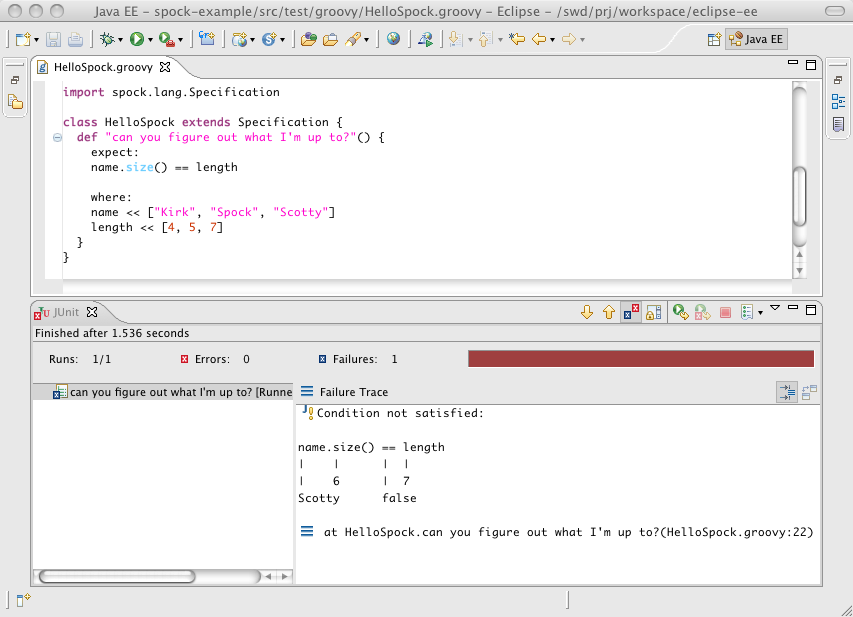 Java EE – spock-example/src/test/groovy/HelloSpock.groovy – Eclipse – /swd/prj/workspace/eclipse-ee
Java EE
HelloSpock.groovy
import spock.lang.Specification
class HelloSpock extends Specification {
def "can you figure out what I'm up to?"() {
expect:
name.size() == length
where:
name << ["Kirk", "Spock", "Scotty"]
length << [4, 5, 7]
}
}
JUnit
Finished after 1.536 seconds
Runs: 1/1 Errors: 0 Failures: 1
can you figure out what I'm up to? [Runne
Failure Trace
Condition not satisfied:
name.size() == length
|    |      |  |
|    6      |  7
Scotty      false
at HelloSpock.can you figure out what I'm up to?(HelloSpock.groovy:22)